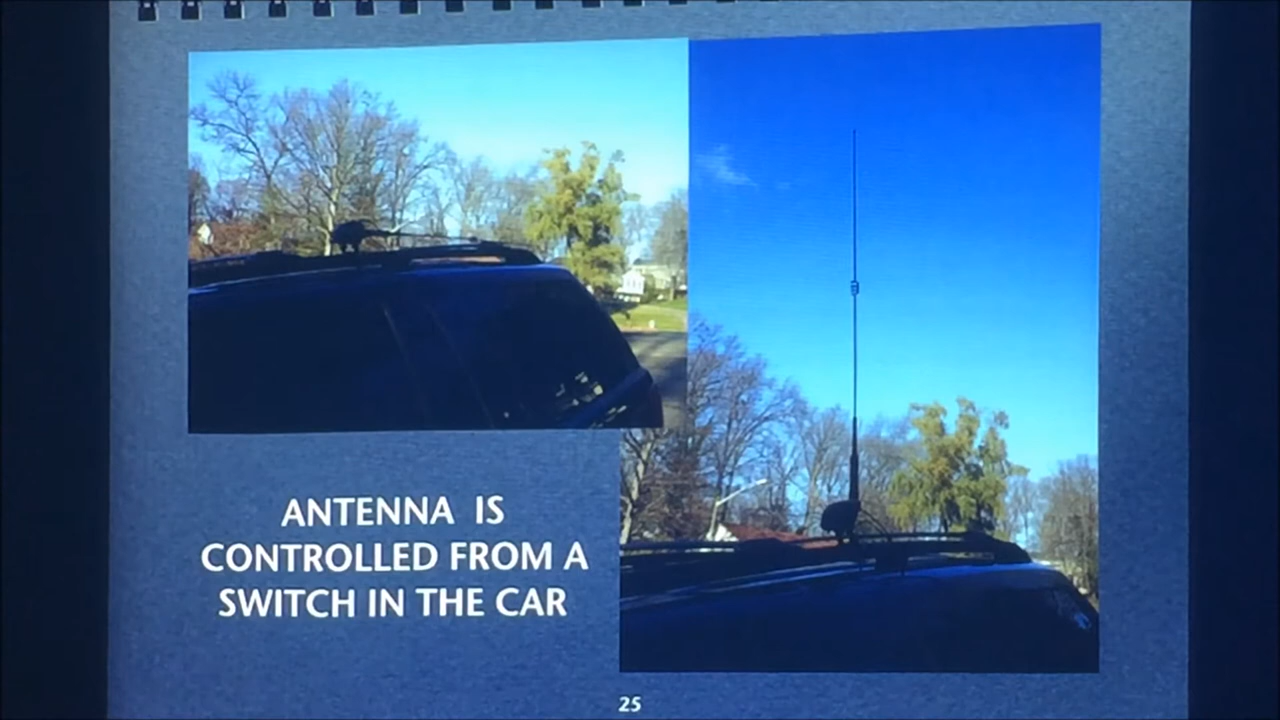 ANTENNA IS
CONTROLLED FROM A
SWITCH IN THE CAR
25